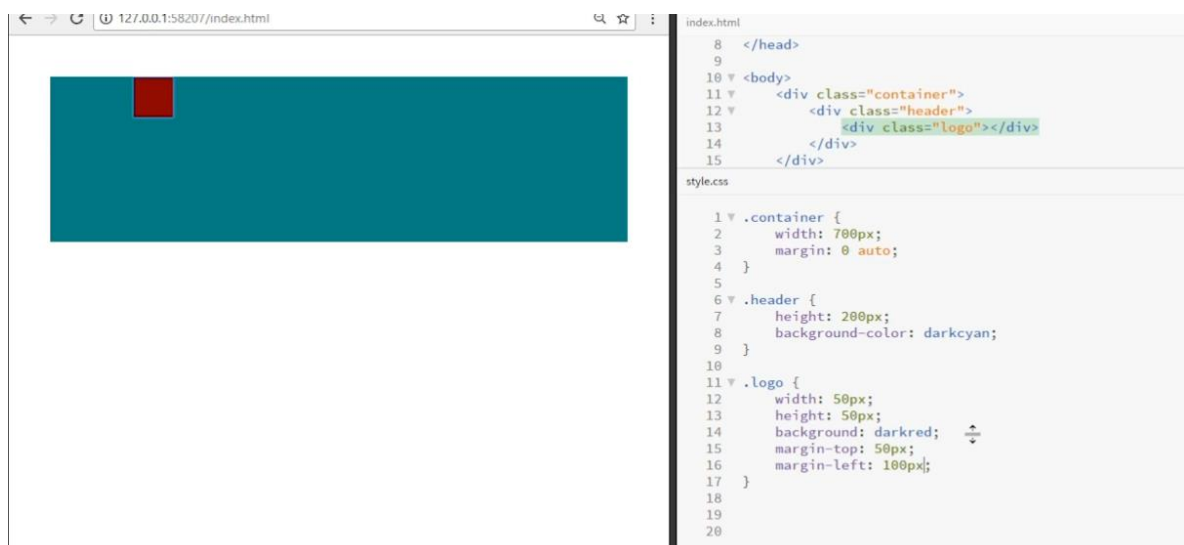 127.0.0.1:58207/index.html
index.html
8 </head>
9
10 <body>
11 <div class="container">
12 <div class="header">
13 <div class="logo"></div>
14 </div>
15 </div>
style.css
1 .container {
2 width: 700px;
3 margin: 0 auto;
4 }
5
6 .header {
7 height: 200px;
8 background-color: darkcyan;
9 }
10
11 .logo {
12 width: 50px;
13 height: 50px;
14 background: darkred;
15 margin-top: 50px;
16 margin-left: 100px;
17 }
18
19
20